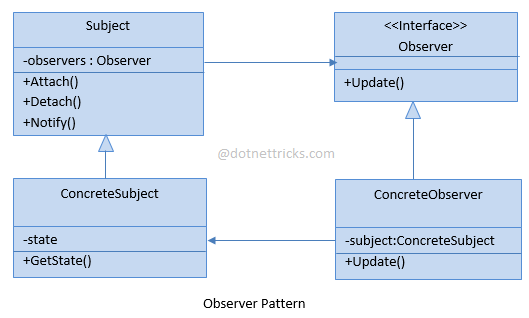 Subject
-observers : Observer
+Attach()
+Detach()
+Notify()
<<Interface>>
Observer
+Update()
@dotnettricks.com
ConcreteSubject
-state
+GetState()
ConcreteObserver
-subject:ConcreteSubject
+Update()
Observer Pattern